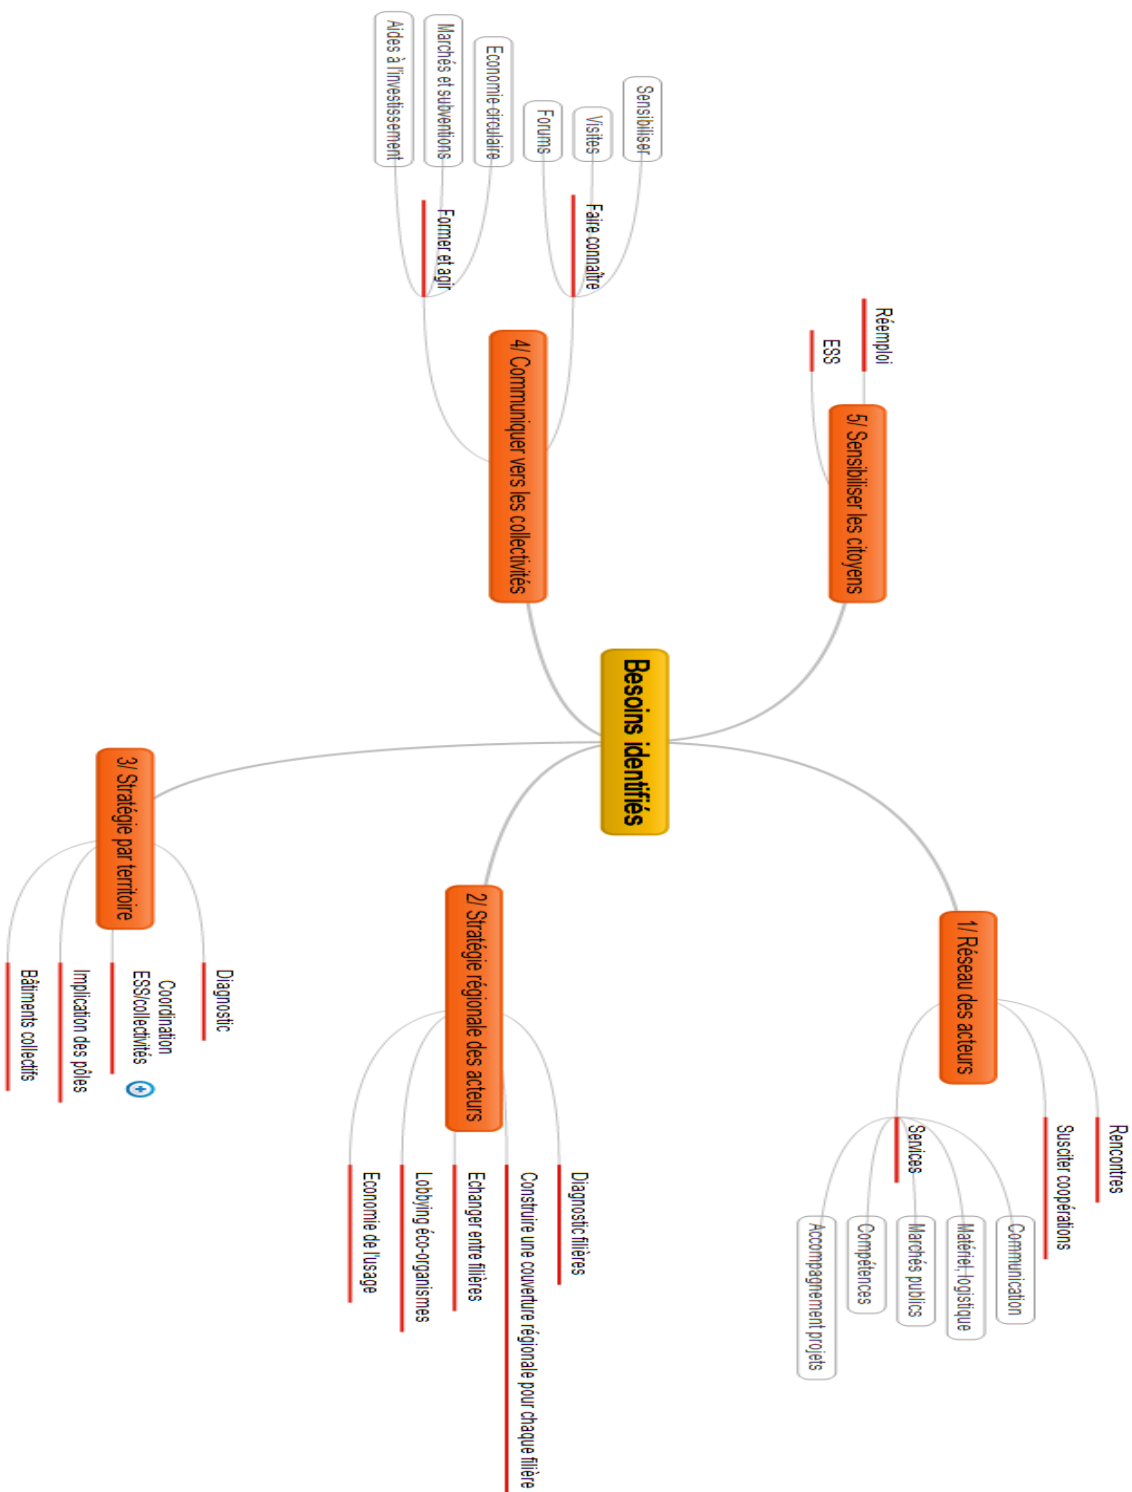 Besoins identifiés
1/ Réseau des acteurs
Rencontres
Susciter coopérations
Services
Communication
Matériel, logistique
Marchés publics
Compétences
Accompagnement projets
2/ Stratégie régionale des acteurs
Diagnostic filières
Construire une couverture régionale pour chaque filière
Echanger entre filières
Lobbying éco-organismes
Economie de l'usage
3/ Stratégie par territoire
Diagnostic
Coordination
ESS/collectivités
Implication des pôles
Bâtiments collectifs
4/ Communiquer vers les collectivités
Faire connaître
Sensibiliser
Visites
Forums
Former et agir
Economie circulaire
Marchés et subventions
Aides à l'investissement
5/ Sensibiliser les citoyens
Réemploi
ESS